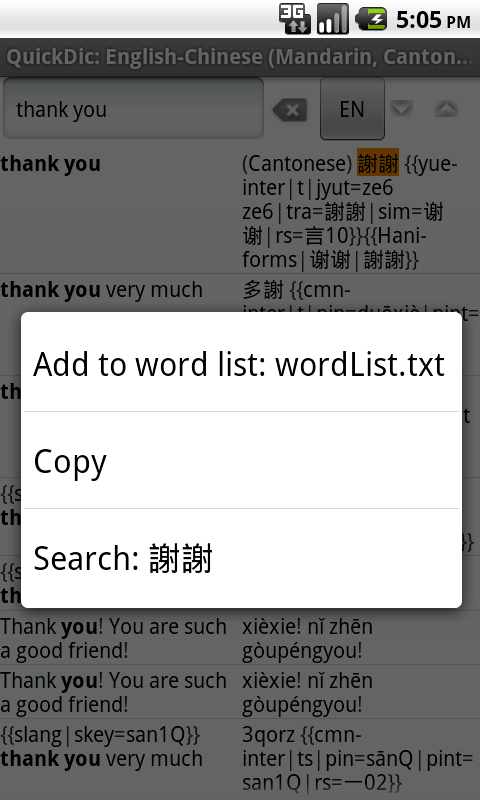 3G 5:05 PM
QuickDic: English-Chinese (Mandarin, Canton...
thank you EN
thank you (Cantonese) 謝謝 {{yue-
inter|t|jyut=ze6
ze6|tra=謝謝|sim=谢
谢|rs=言10}}{{Hani-
forms|谢谢|謝謝}}
thank you very much 多謝 {{cmn-
inter|t|pin=duōxiè|pint=
Add to word list: wordList.txt
Copy
Search: 謝謝
Thank you! You are such xièxie! nǐ zhēn
a good friend! gòupéngyou!
Thank you! You are such xièxie! nǐ zhēn
a good friend! gòupéngyou!
{{slang|skey=san1Q}} 3qorz {{cmn-
thank you very much inter|ts|pin=sānQ|pint=
san1Q|rs=一02}}